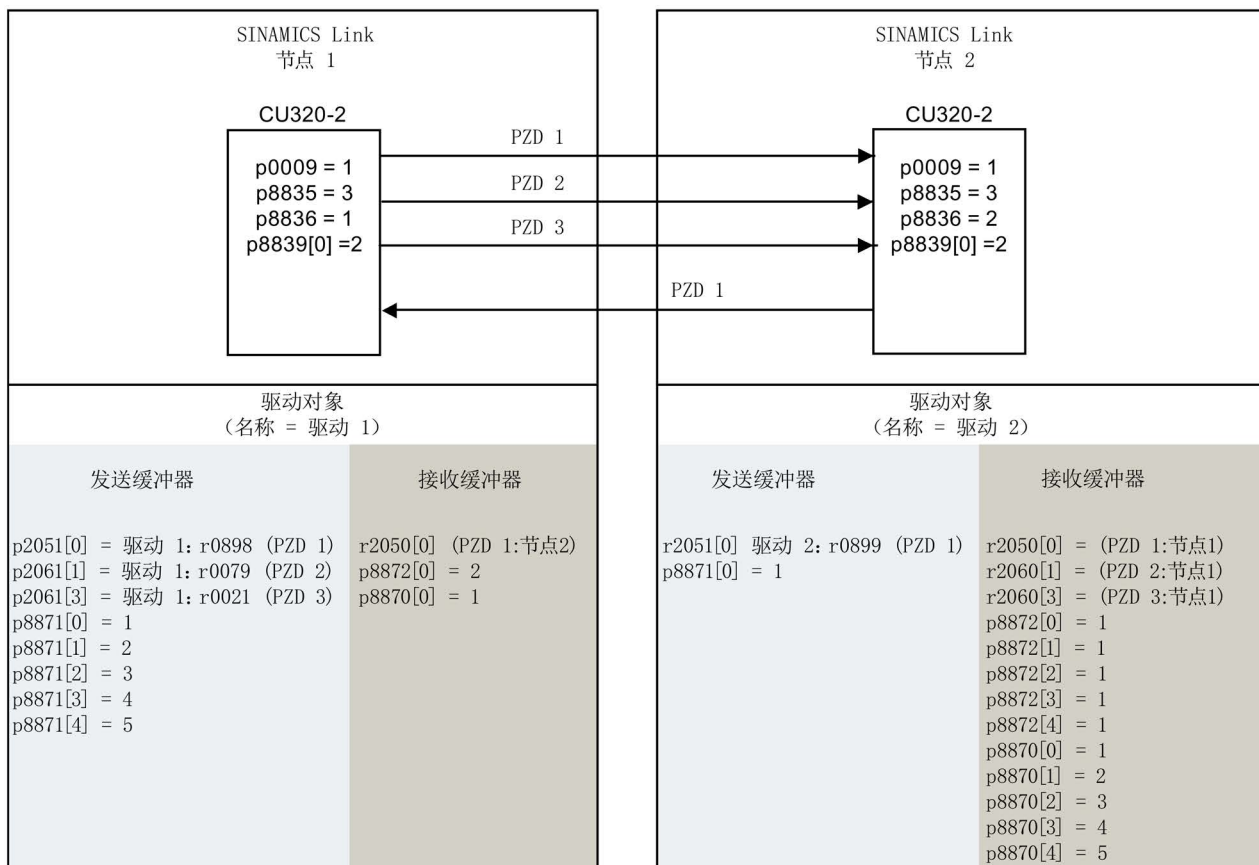 SINAMICS Link
节点 1
CU320-2
p0009 = 1
p8835 = 3
p8836 = 1
p8839[0] =2
PZD 1
PZD 2
PZD 3
PZD 1
SINAMICS Link
节点 2
CU320-2
p0009 = 1
p8835 = 3
p8836 = 2
p8839[0] =2
驱动对象
(名称 = 驱动 1)
发送缓冲器
p2051[0] = 驱动 1: r0898 (PZD 1)
p2061[1] = 驱动 1: r0079 (PZD 2)
p2061[3] = 驱动 1: r0021 (PZD 3)
p8871[0] = 1
p8871[1] = 2
p8871[2] = 3
p8871[3] = 4
p8871[4] = 5
接收缓冲器
r2050[0] (PZD 1:节点2)
p8872[0] = 2
p8870[0] = 1
驱动对象
(名称 = 驱动 2)
发送缓冲器
r2051[0] 驱动 2: r0899 (PZD 1)
p8871[0] = 1
接收缓冲器
r2050[0] = (PZD 1:节点1)
r2060[1] = (PZD 2:节点1)
r2060[3] = (PZD 3:节点1)
p8872[0] = 1
p8872[1] = 1
p8872[2] = 1
p8872[3] = 1
p8872[4] = 1
p8870[0] = 1
p8870[1] = 2
p8870[2] = 3
p8870[3] = 4
p8870[4] = 5